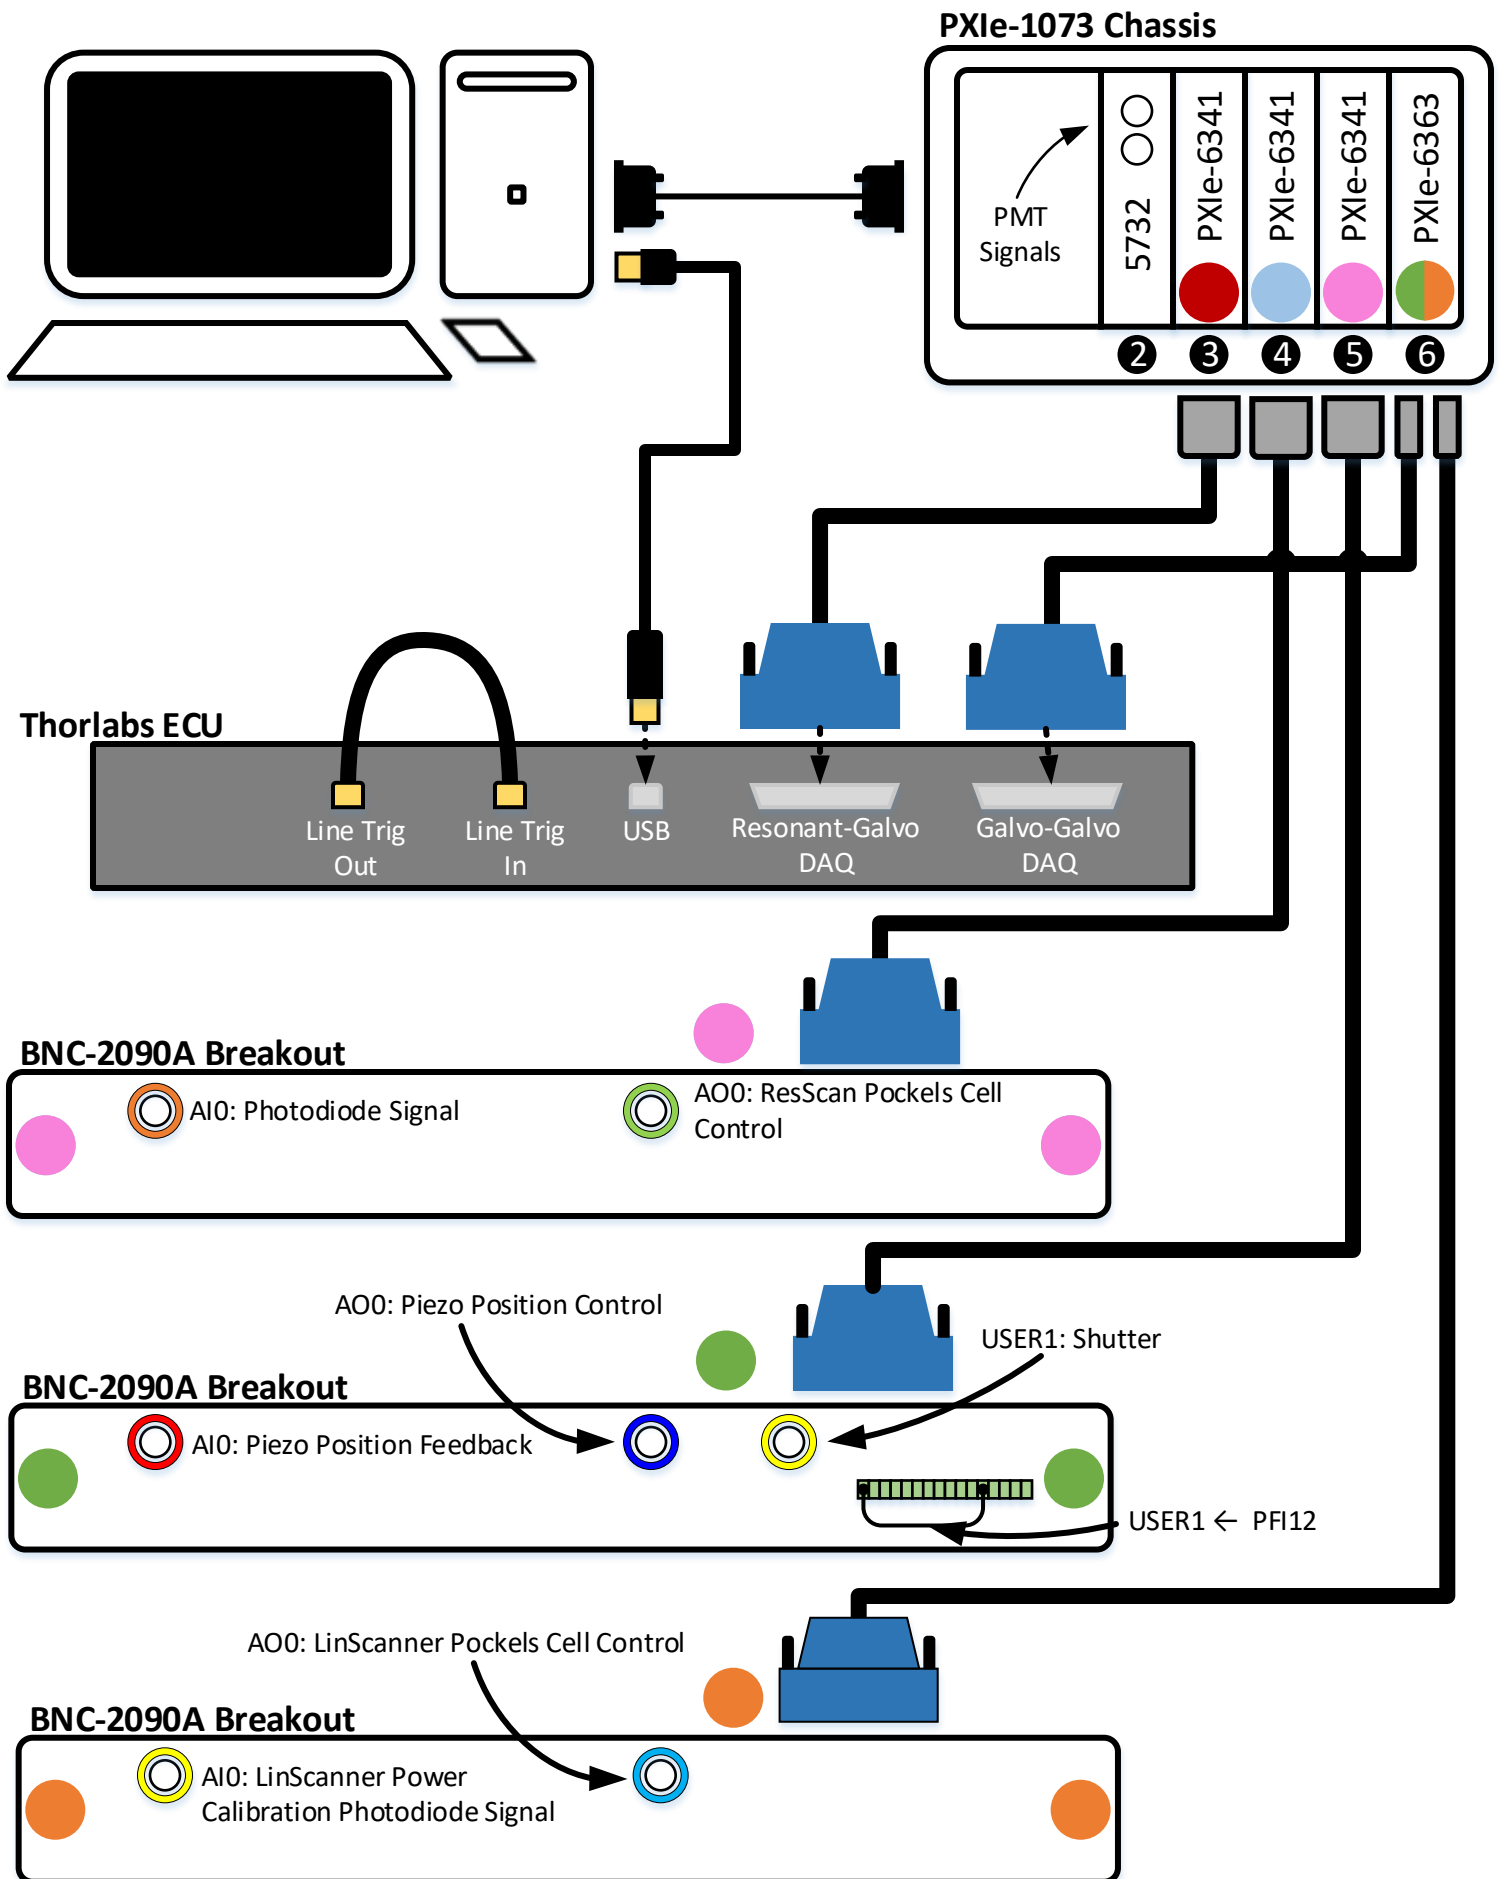 PXIe-1073 Chassis
PMT
Signals
5732
PXIe-6341
PXIe-6341
PXIe-6341
PXIe-6363
2
3
4
5
6
Thorlabs ECU
Line Trig
Out
Line Trig
In
USB
Resonant-Galvo
DAQ
Galvo-Galvo
DAQ
BNC-2090A Breakout
AI0: Photodiode Signal
AO0: ResScan Pockels Cell
Control
AO0: Piezo Position Control
USER1: Shutter
BNC-2090A Breakout
AI0: Piezo Position Feedback
USER1 ← PFI12
AO0: LinScanner Pockels Cell Control
BNC-2090A Breakout
AI0: LinScanner Power
Calibration Photodiode Signal